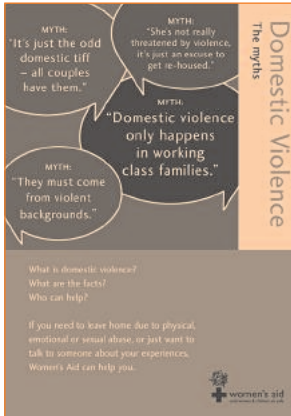 MYTH:
"It's just the odd
domestic tiff
– all couples
have them."
MYTH:
"She's not really
threatened by violence,
it's just an excuse to
get re-housed."
MYTH:
"Domestic violence
only happens
in working
class families."
MYTH:
"They must come
from violent
backgrounds."
Domestic Violence
The myths
What is domestic violence?
What are the facts?
Who can help?
If you need to leave home due to physical,
emotional or sexual abuse, or just want to
talk to someone about your experiences,
Women's Aid can help you.
women's aid